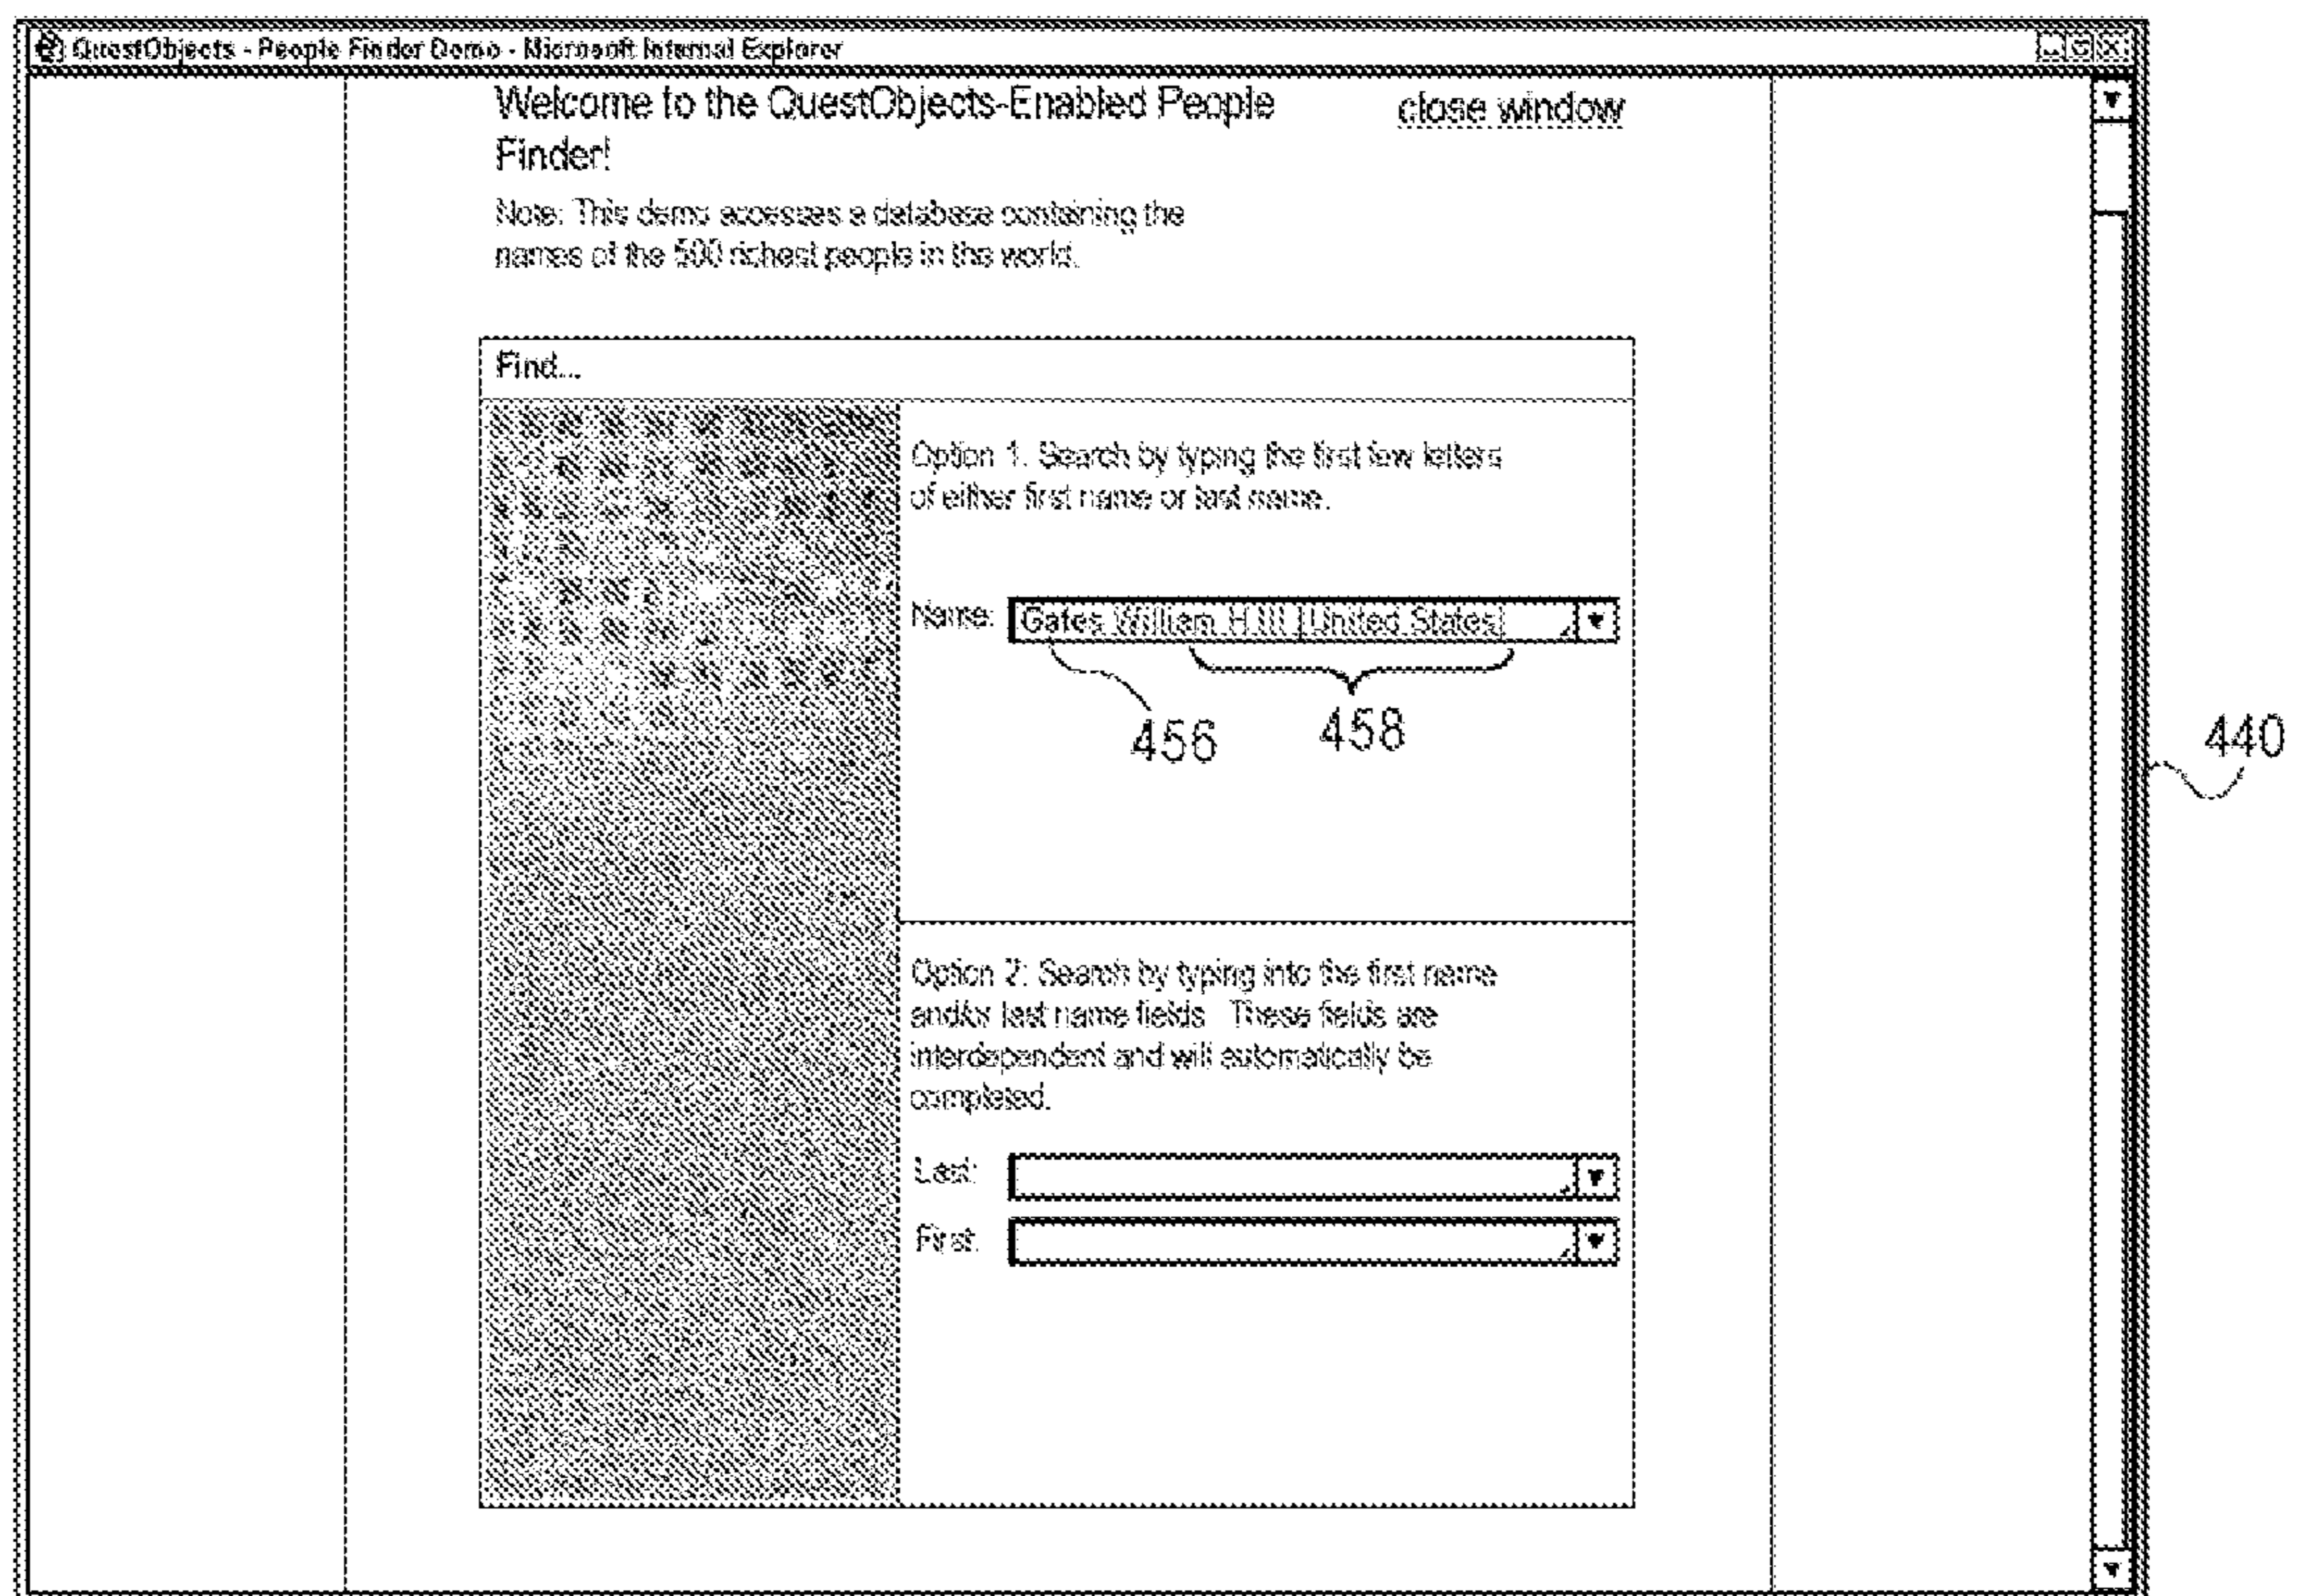 QuestObjects - People Finder Demo - Microsoft Internet Explorer
Welcome to the QuestObjects-Enabled People close window
Finder!
Note: This demo accesses a database containing the
names of the 500 richest people in the world.
Find...
Option 1. Search by typing the first few letters
of either first name or last name.
Name: Gates William H.III [United States]
456 458
440
Option 2: Search by typing into the first name
and/or last name fields. These fields are
interdependent and will automatically be
completed.
Last:
First: